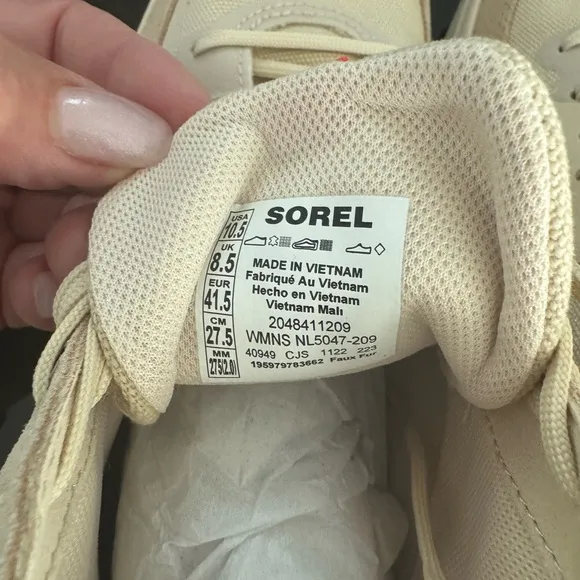 SOREL
USA
10.5
UK
8.5
EUR
41.5
CM
27.5
MM
275(2.0)
MADE IN VIETNAM
Fabriqué Au Vietnam
Hecho en Vietnam
Vietnam Malı
2048411209
WMNS NL5047-209
40949 CJS 1122 223
195979783662 Faux Fur